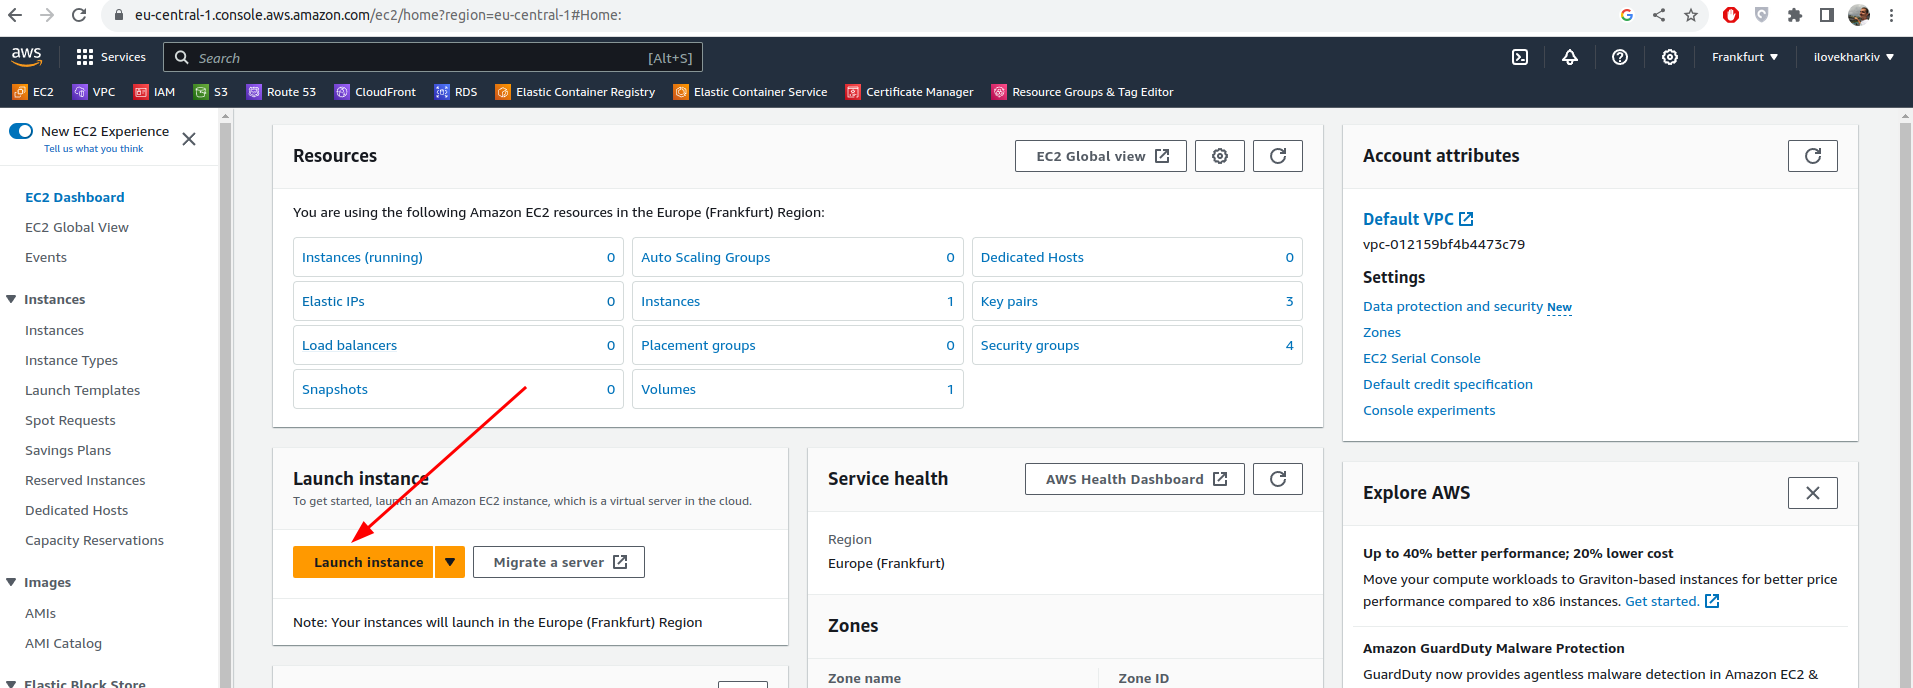 eu-central-1.console.aws.amazon.com/ec2/home?region=eu-central-1#Home:
aws Services Search [Alt+S] Frankfurt ilovekharkiv
EC2 VPC IAM S3 Route 53 CloudFront RDS Elastic Container Registry Elastic Container Service Certificate Manager Resource Groups & Tag Editor
New EC2 Experience
Tell us what you think
EC2 Dashboard
EC2 Global View
Events
Instances
Instances
Instance Types
Launch Templates
Spot Requests
Savings Plans
Reserved Instances
Dedicated Hosts
Capacity Reservations
Images
AMIs
AMI Catalog
Elastic Block Store
Resources
EC2 Global view
You are using the following Amazon EC2 resources in the Europe (Frankfurt) Region:
Instances (running) 0 Auto Scaling Groups 0 Dedicated Hosts 0
Elastic IPs 0 Instances 1 Key pairs 3
Load balancers 0 Placement groups 0 Security groups 4
Snapshots 0 Volumes 1
Launch instance
To get started, launch an Amazon EC2 instance, which is a virtual server in the cloud.
Launch instance Migrate a server
Note: Your instances will launch in the Europe (Frankfurt) Region
Service health
AWS Health Dashboard
Region
Europe (Frankfurt)
Zones
Zone name Zone ID
Account attributes
Default VPC
vpc-012159bf4b4473c79
Settings
Data protection and security New
Zones
EC2 Serial Console
Default credit specification
Console experiments
Explore AWS
Up to 40% better performance; 20% lower cost
Move your compute workloads to Graviton-based instances for better price
performance compared to x86 instances. Get started.
Amazon GuardDuty Malware Protection
GuardDuty now provides agentless malware detection in Amazon EC2 &